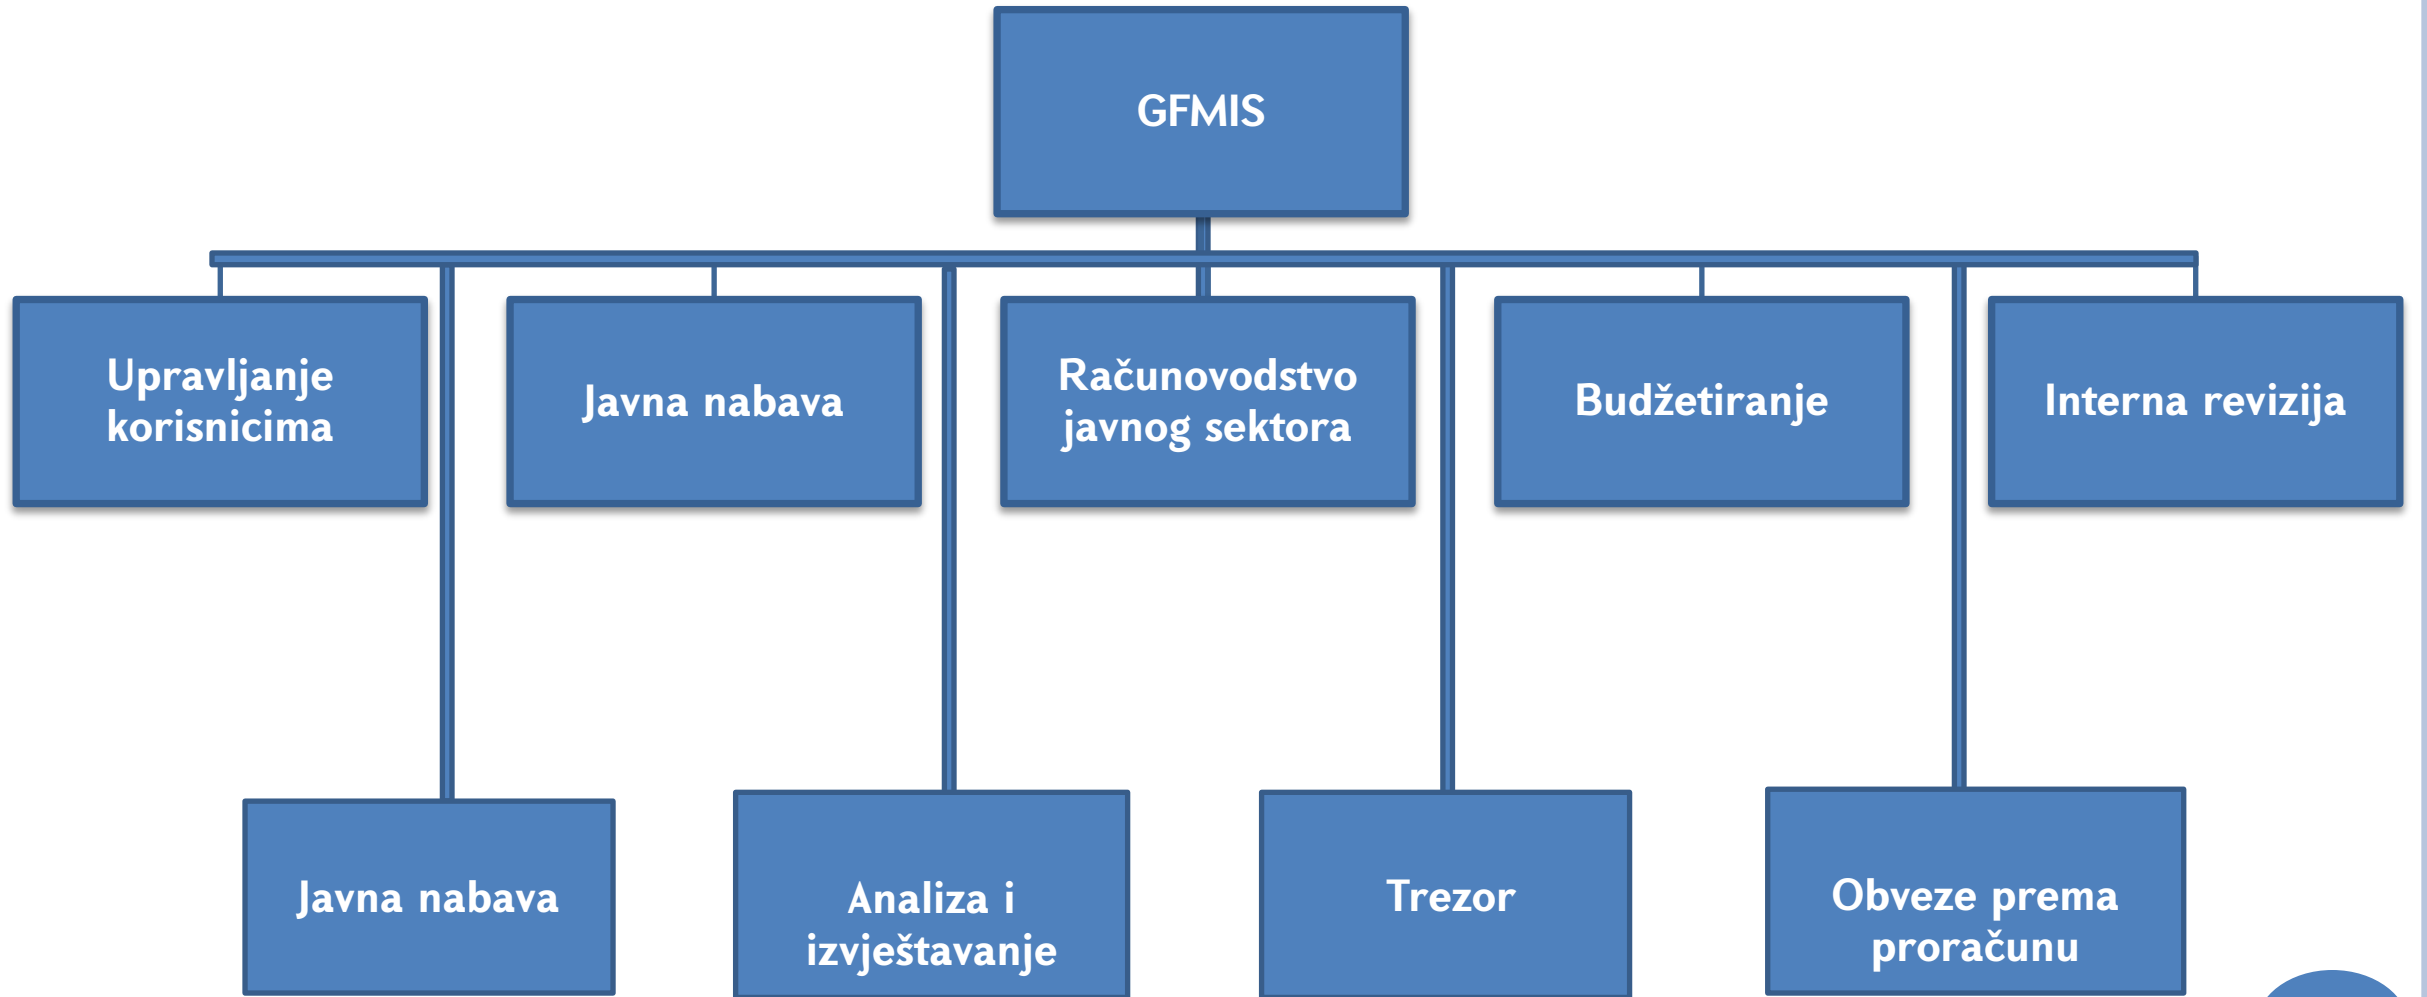 GFMIS
Upravljanje
korisnicima
Javna nabava
Računovodstvo
javnog sektora
Budžetiranje
Interna revizija
Javna nabava
Analiza i
izvještavanje
Trezor
Obveze prema
proračunu